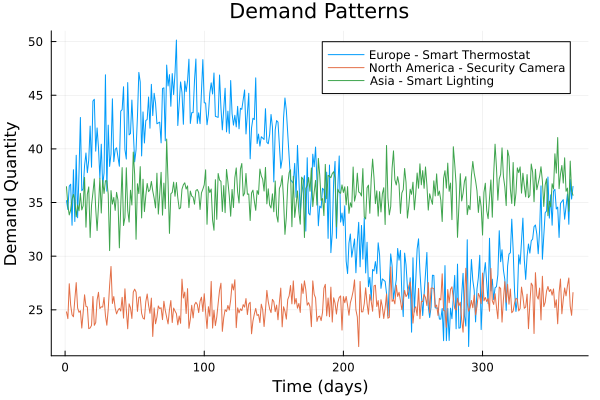 Demand Patterns
Europe - Smart Thermostat
North America - Security Camera
Asia - Smart Lighting
Demand Quantity
50
45
40
35
30
25
0
100
200
300
Time (days)